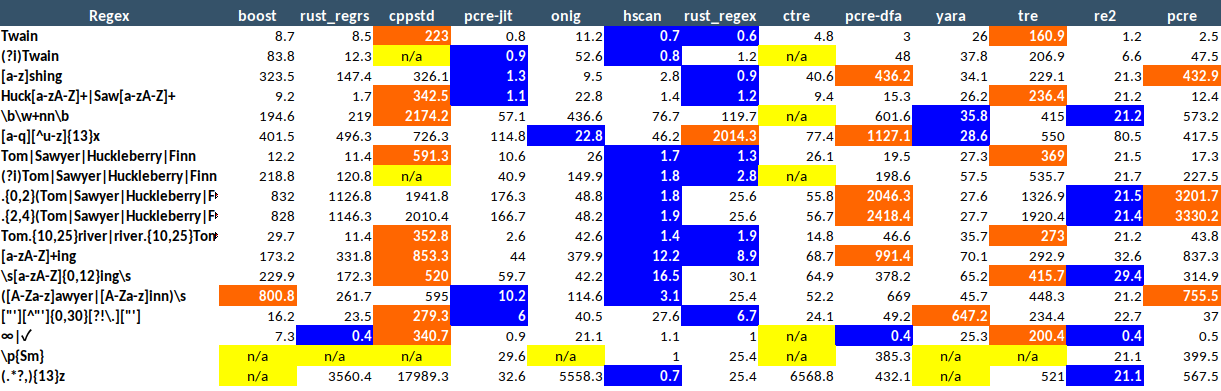 Regex boost rust_regrs cppstd pcre-jit onig hscan rust_regex ctre pcre-dfa yara tre re2 pcre
Twain 8.7 8.5 223 0.8 11.2 0.7 0.6 4.8 3 26 160.9 1.2 2.5
(?i)Twain 83.8 12.3 n/a 0.9 52.6 0.8 1.2 n/a 48 37.8 206.9 6.6 47.5
[a-z]shing 323.5 147.4 326.1 1.3 9.5 2.8 0.9 40.6 436.2 34.1 229.1 21.3 432.9
Huck[a-zA-Z]+|Saw[a-zA-Z]+ 9.2 1.7 342.5 1.1 22.8 1.4 1.2 9.4 15.3 26.2 236.4 21.2 12.4
\b\w+nn\b 194.6 219 2174.2 57.1 436.6 76.7 119.7 n/a 601.6 35.8 415 21.2 573.2
[a-q][^u-z]{13}x 401.5 496.3 726.3 114.8 22.8 46.2 2014.3 77.4 1127.1 28.6 550 80.5 417.5
Tom|Sawyer|Huckleberry|Finn 12.2 11.4 591.3 10.6 26 1.7 1.3 26.1 19.5 27.3 369 21.5 17.3
(?i)Tom|Sawyer|Huckleberry|Finn 218.8 120.8 n/a 40.9 149.9 1.8 2.8 n/a 198.6 57.5 535.7 21.7 227.5
.{0,2}(Tom|Sawyer|Huckleberry|F 832 1126.8 1941.8 176.3 48.8 1.8 25.6 55.8 2046.3 27.6 1326.9 21.5 3201.7
.{2,4}(Tom|Sawyer|Huckleberry|F 828 1146.3 2010.4 166.7 48.2 1.9 25.6 56.7 2418.4 27.7 1920.4 21.4 3330.2
Tom.{10,25}river|river.{10,25}Tom 29.7 11.4 352.8 2.6 42.6 1.4 1.9 14.8 46.6 35.7 273 21.2 43.8
[a-zA-Z]+ing 173.2 331.8 853.3 44 379.9 12.2 8.9 68.7 991.4 70.1 292.9 32.6 837.3
\s[a-zA-Z]{0,12}ing\s 229.9 172.3 520 59.7 42.2 16.5 30.1 64.9 378.2 65.2 415.7 29.4 314.9
([A-Za-z]awyer|[A-Za-z]inn)\s 800.8 261.7 595 10.2 114.6 3.1 25.4 52.2 669 45.7 448.3 21.2 755.5
["'][^"']{0,30}[?!\.]["'] 16.2 23.5 279.3 6 40.5 27.6 6.7 24.1 49.2 647.2 234.4 22.7 37
∞|✓ 7.3 0.4 340.7 0.9 21.1 1.1 1 n/a 0.4 25.3 200.4 0.4 0.5
\p{Sm} n/a n/a n/a 29.6 n/a 1 25.4 n/a 385.3 n/a n/a 21.1 399.5
(.*?,){13}z n/a 3560.4 17989.3 32.6 5558.3 0.7 25.4 6568.8 432.1 n/a 521 21.1 567.5